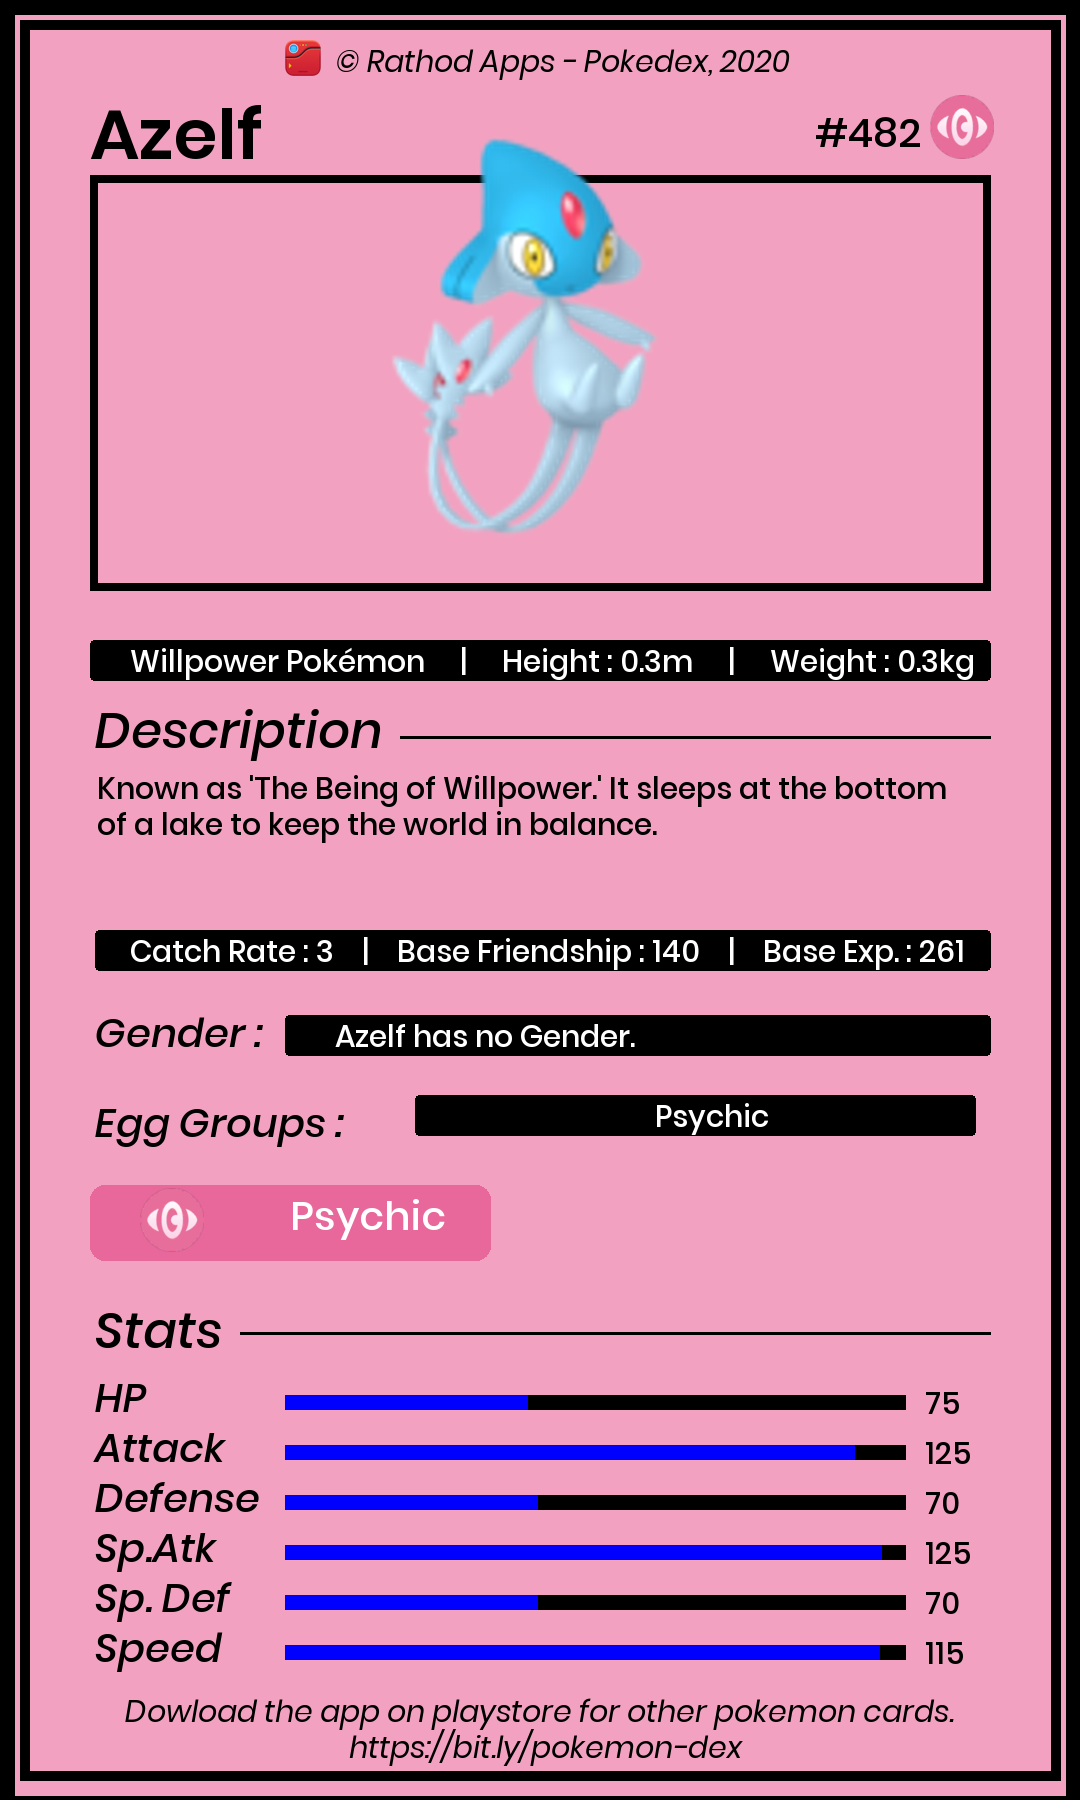 © Rathod Apps - Pokedex, 2020
Azelf
#482
Willpower Pokémon | Height : 0.3m | Weight : 0.3kg
Description
Known as 'The Being of Willpower.' It sleeps at the bottom
of a lake to keep the world in balance.
Catch Rate : 3 | Base Friendship : 140 | Base Exp. : 261
Gender : Azelf has no Gender.
Egg Groups : Psychic
Psychic
Stats
HP 75
Attack 125
Defense 70
Sp.Atk 125
Sp. Def 70
Speed 115
Dowload the app on playstore for other pokemon cards.
https://bit.ly/pokemon-dex